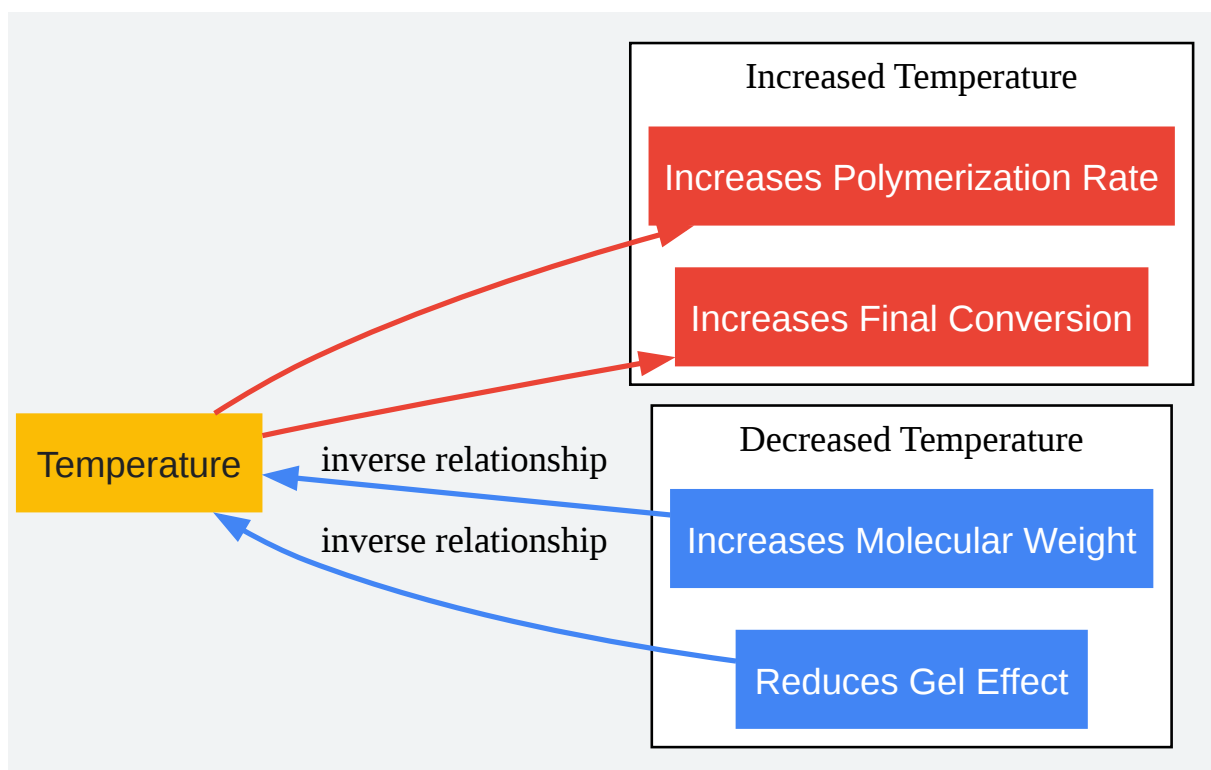 Increased Temperature
Increases Polymerization Rate
Increases Final Conversion
Temperature
inverse relationship
inverse relationship
Decreased Temperature
Increases Molecular Weight
Reduces Gel Effect